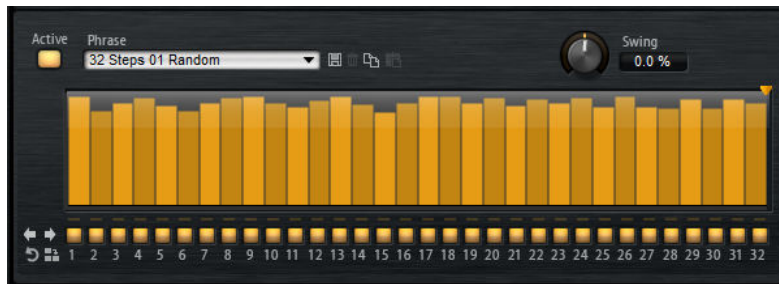 Active Phrase Swing
32 Steps 01 Random 0.0 %
1 2 3 4 5 6 7 8 9 10 11 12 13 14 15 16 17 18 19 20 21 22 23 24 25 26 27 28 29 30 31 32